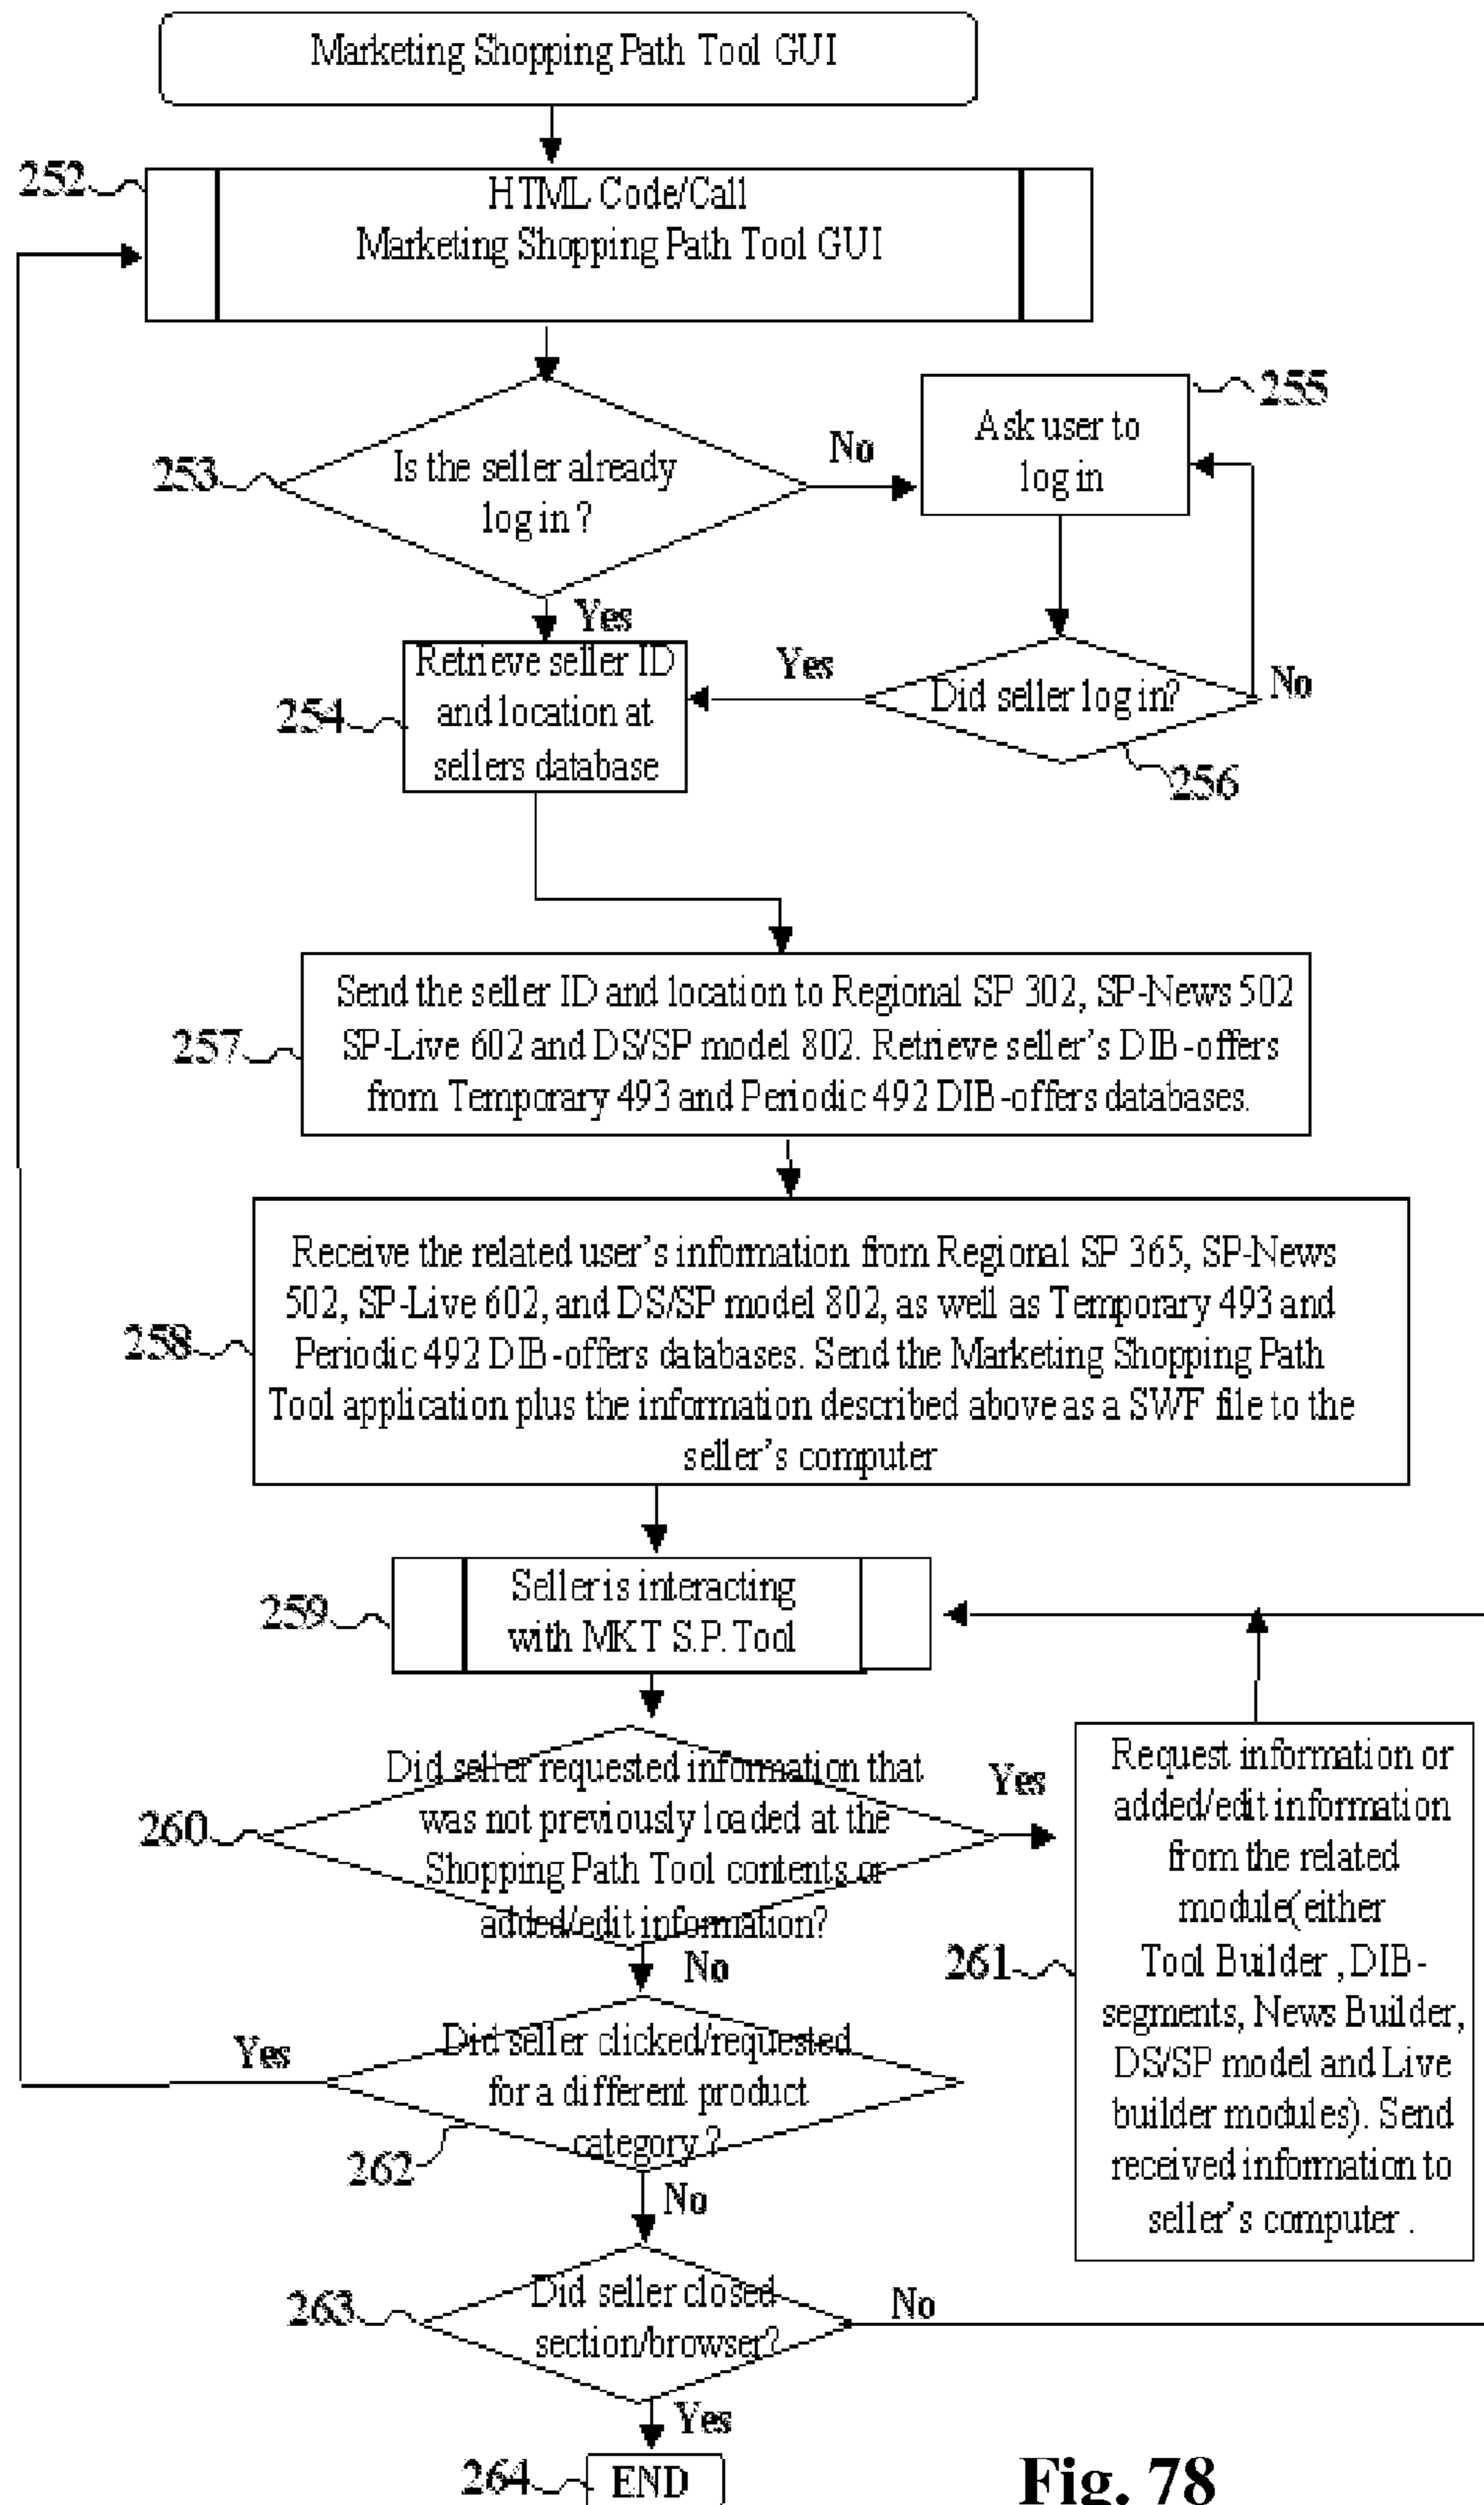 Marketing Shopping Path Tool GUI
252
HTML Code/Call
Marketing Shopping Path Tool GUI
253
Is the seller already
log in ?
No
Yes
255
Ask user to
log in
254
Retrieve seller ID
and location at
sellers database
Yes
Did seller log in?
No
256
257
Send the seller ID and location to Regional SP 302, SP-News 502
SP-Live 602 and DS/SP model 802. Retrieve seller's DIB-offers
from Temporary 493 and Periodic 492 DIB-offers databases.
258
Receive the related user's information from Regional SP 365, SP-News
502, SP-Live 602, and DS/SP model 802, as well as Temporary 493 and
Periodic 492 DIB-offers databases. Send the Marketing Shopping Path
Tool application plus the information described above as a SWF file to the
seller's computer
259
Seller is interacting
with MKT S.P. Tool
260
Did seller requested information that
was not previously loaded at the
Shopping Path Tool contents or
added/edit information?
Yes
No
261
Request information or
added/edit information
from the related
module(either
Tool Builder , DIB-
segments, News Builder,
DS/SP model and Live
builder modules). Send
received information to
seller's computer .
Yes
Did seller clicked/requested
for a different product
category ?
262
No
263
Did seller closed
section/browser?
No
Yes
264
END
Fig. 78